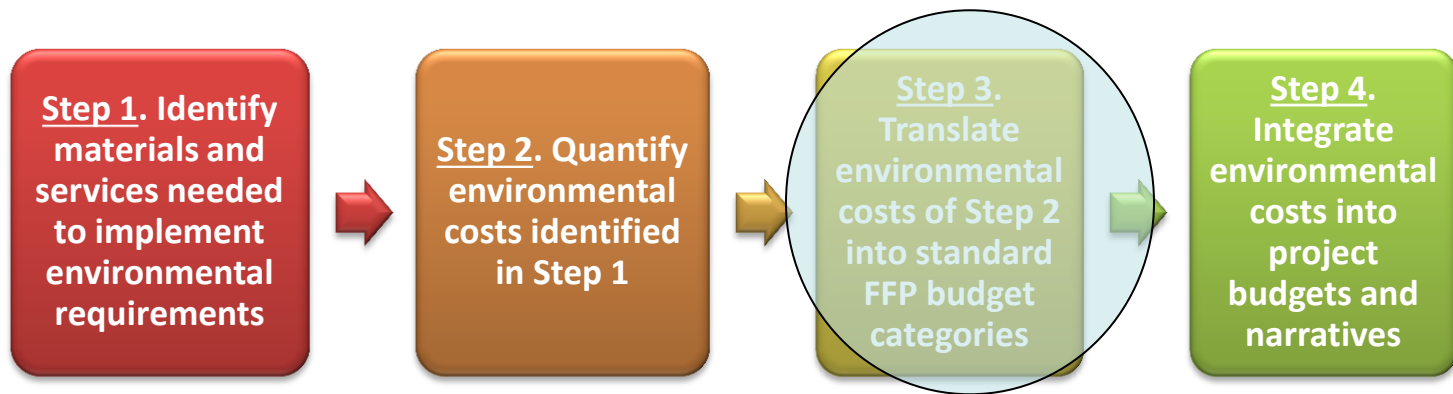 Step 1. Identify
materials and
services needed
to implement
environmental
requirements
Step 2. Quantify
environmental
costs identified
in Step 1
Step 3.
Translate
environmental
costs of Step 2
into standard
FFP budget
categories
Step 4.
Integrate
environmental
costs into
project
budgets and
narratives